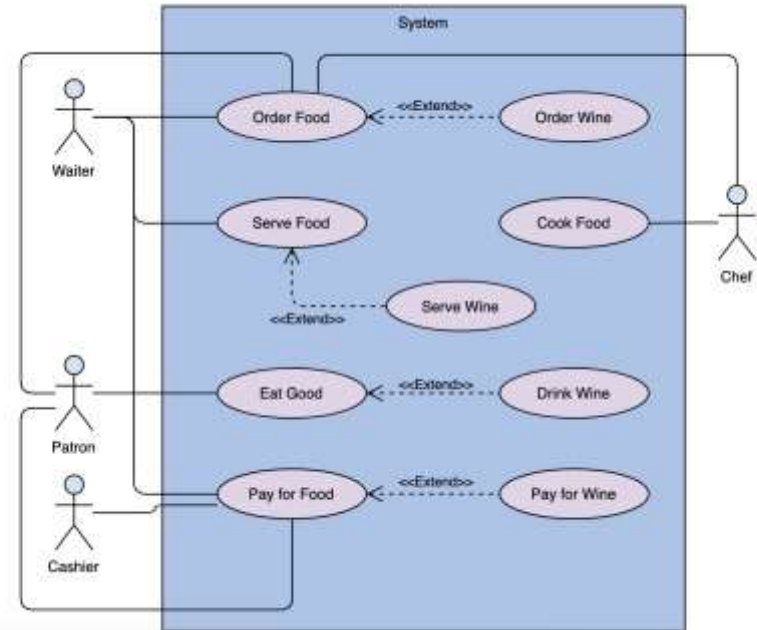 System
Order Food
<<Extend>>
Order Wine
Waiter
Serve Food
Cook Food
Chef
Serve Wine
<<Extend>>
Eat Good
<<Extend>>
Drink Wine
Patron
Pay for Food
<<Extend>>
Pay for Wine
Cashier